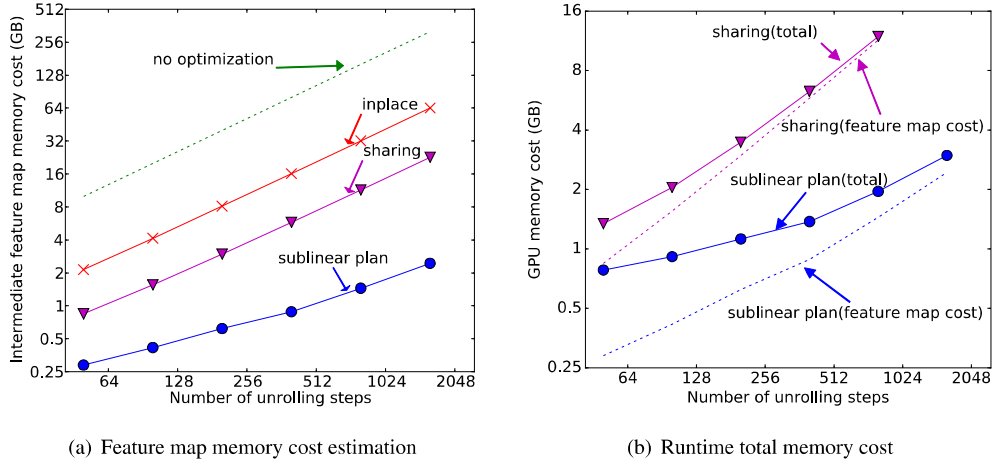 Intermediate feature map memory cost (GB)
512
256
128
64
32
16
8
4
2
1
0.5
0.25
no optimization
inplace
sharing
sublinear plan
64
128
256
512
1024
2048
Number of unrolling steps
(a) Feature map memory cost estimation
GPU memory cost (GB)
16
8
4
2
1
0.5
0.25
sharing(total)
sharing(feature map cost)
sublinear plan(total)
sublinear plan(feature map cost)
64
128
256
512
1024
2048
Number of unrolling steps
(b) Runtime total memory cost